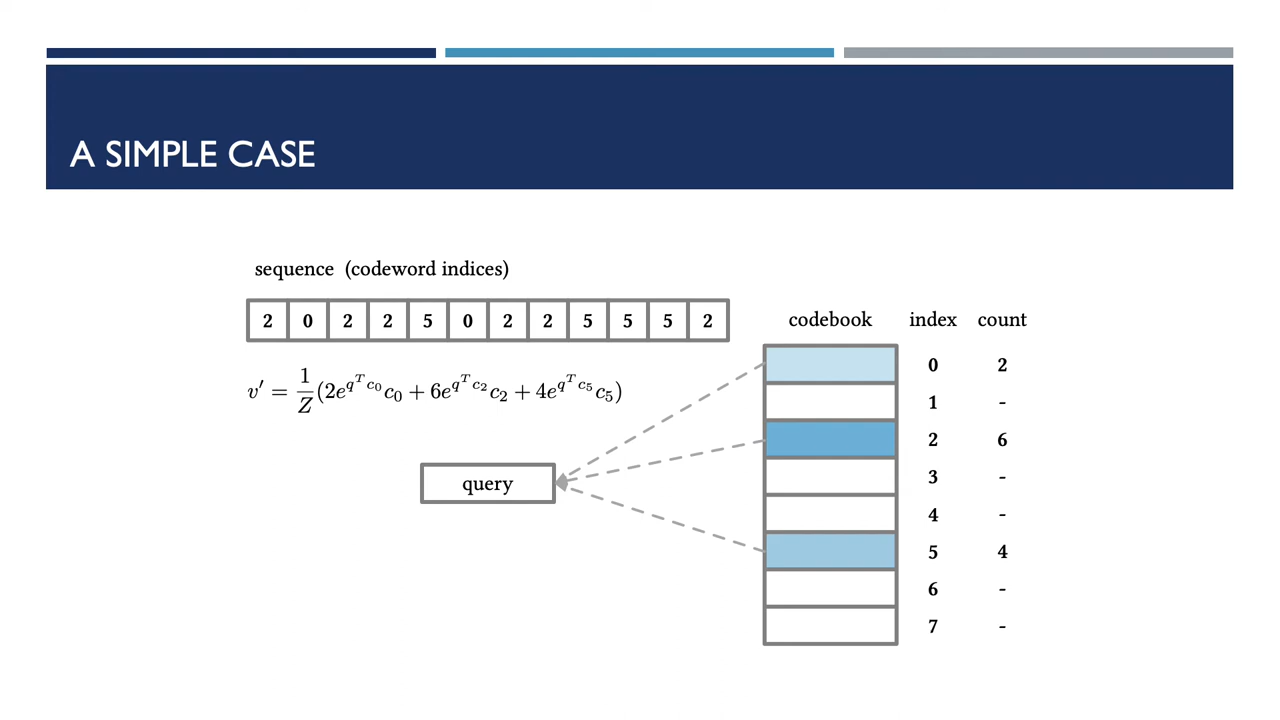 A SIMPLE CASE
sequence (codeword indices)
2 0 2 2 5 0 2 2 5 5 5 2
v′ = 1/Z (2e^{q^T c_0} c_0 + 6e^{q^T c_2} c_2 + 4e^{q^T c_5} c_5)
query
codebook index count
0 2
1 -
2 6
3 -
4 -
5 4
6 -
7 -